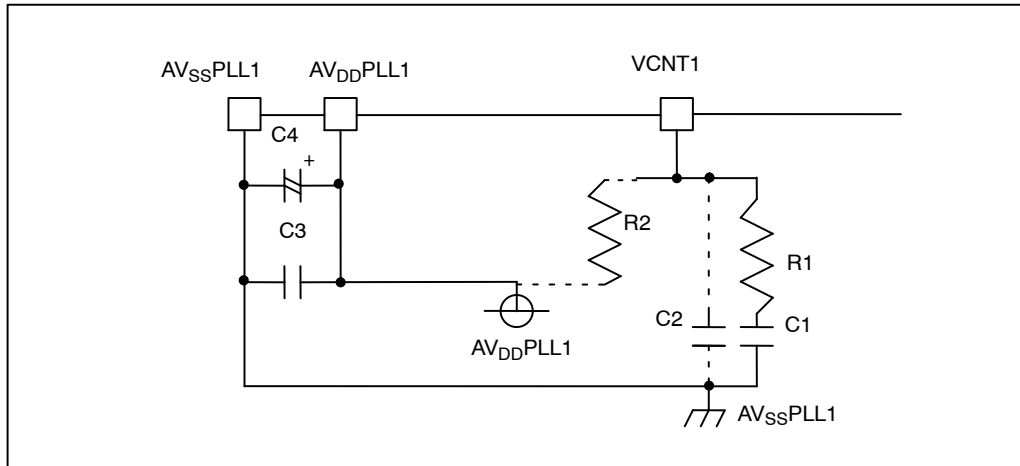 AVSSPLL1 AVDDPLL1 VCNT1
C4
+
C3
R2
R1
C2 C1
AVDDPLL1
AVSSPLL1